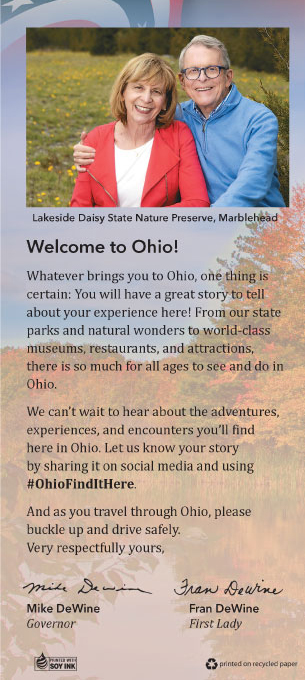 Lakeside Daisy State Nature Preserve, Marblehead
Welcome to Ohio!
Whatever brings you to Ohio, one thing is
certain: You will have a great story to tell
about your experience here! From our state
parks and natural wonders to world-class
museums, restaurants, and attractions,
there is so much for all ages to see and do in
Ohio.
We can't wait to hear about the adventures,
experiences, and encounters you'll find
here in Ohio. Let us know your story
by sharing it on social media and using
#OhioFindItHere.
And as you travel through Ohio, please
buckle up and drive safely.
Very respectfully yours,
Mike DeWine Fran DeWine
Mike DeWine Fran DeWine
Governor First Lady
PRINTED WITH
SOY INK
printed on recycled paper